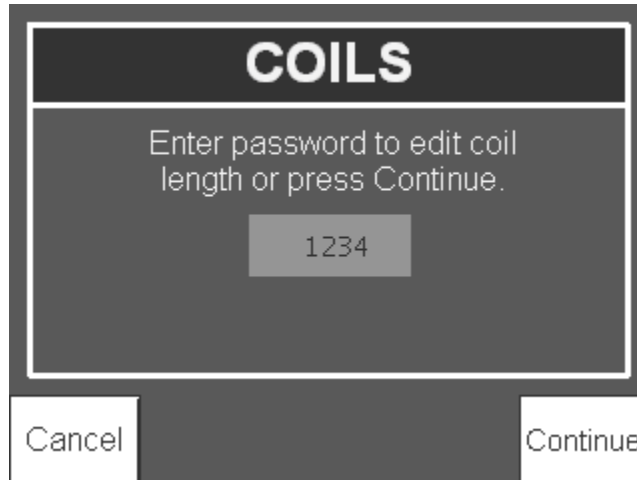 COILS
Enter password to edit coil
length or press Continue.
1234
Cancel
Continue